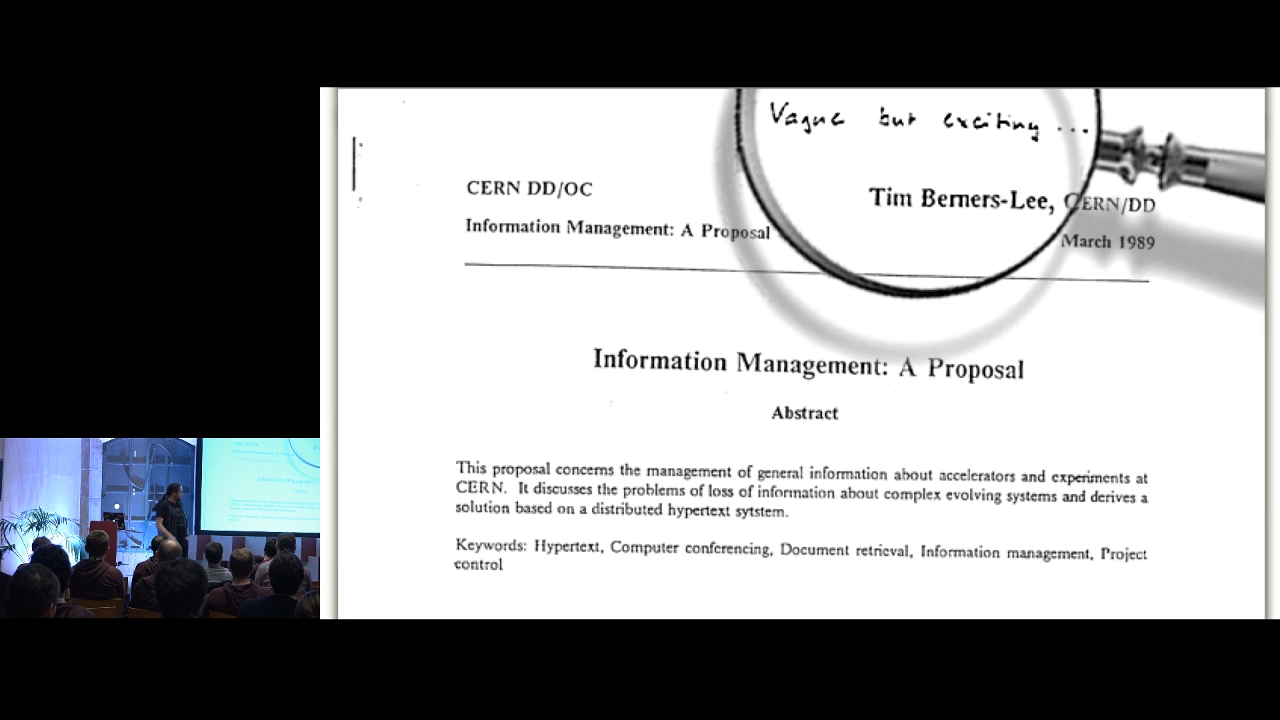 Vague but exciting ...
CERN DD/OC
Tim Berners-Lee, CERN/DD
Information Management: A Proposal
March 1989
Information Management: A Proposal
Abstract
This proposal concerns the management of general information about accelerators and experiments at
CERN. It discusses the problems of loss of information about complex evolving systems and derives a
solution based on a distributed hypertext sytstem.
Keywords: Hypertext, Computer conferencing, Document retrieval, Information management, Project
control